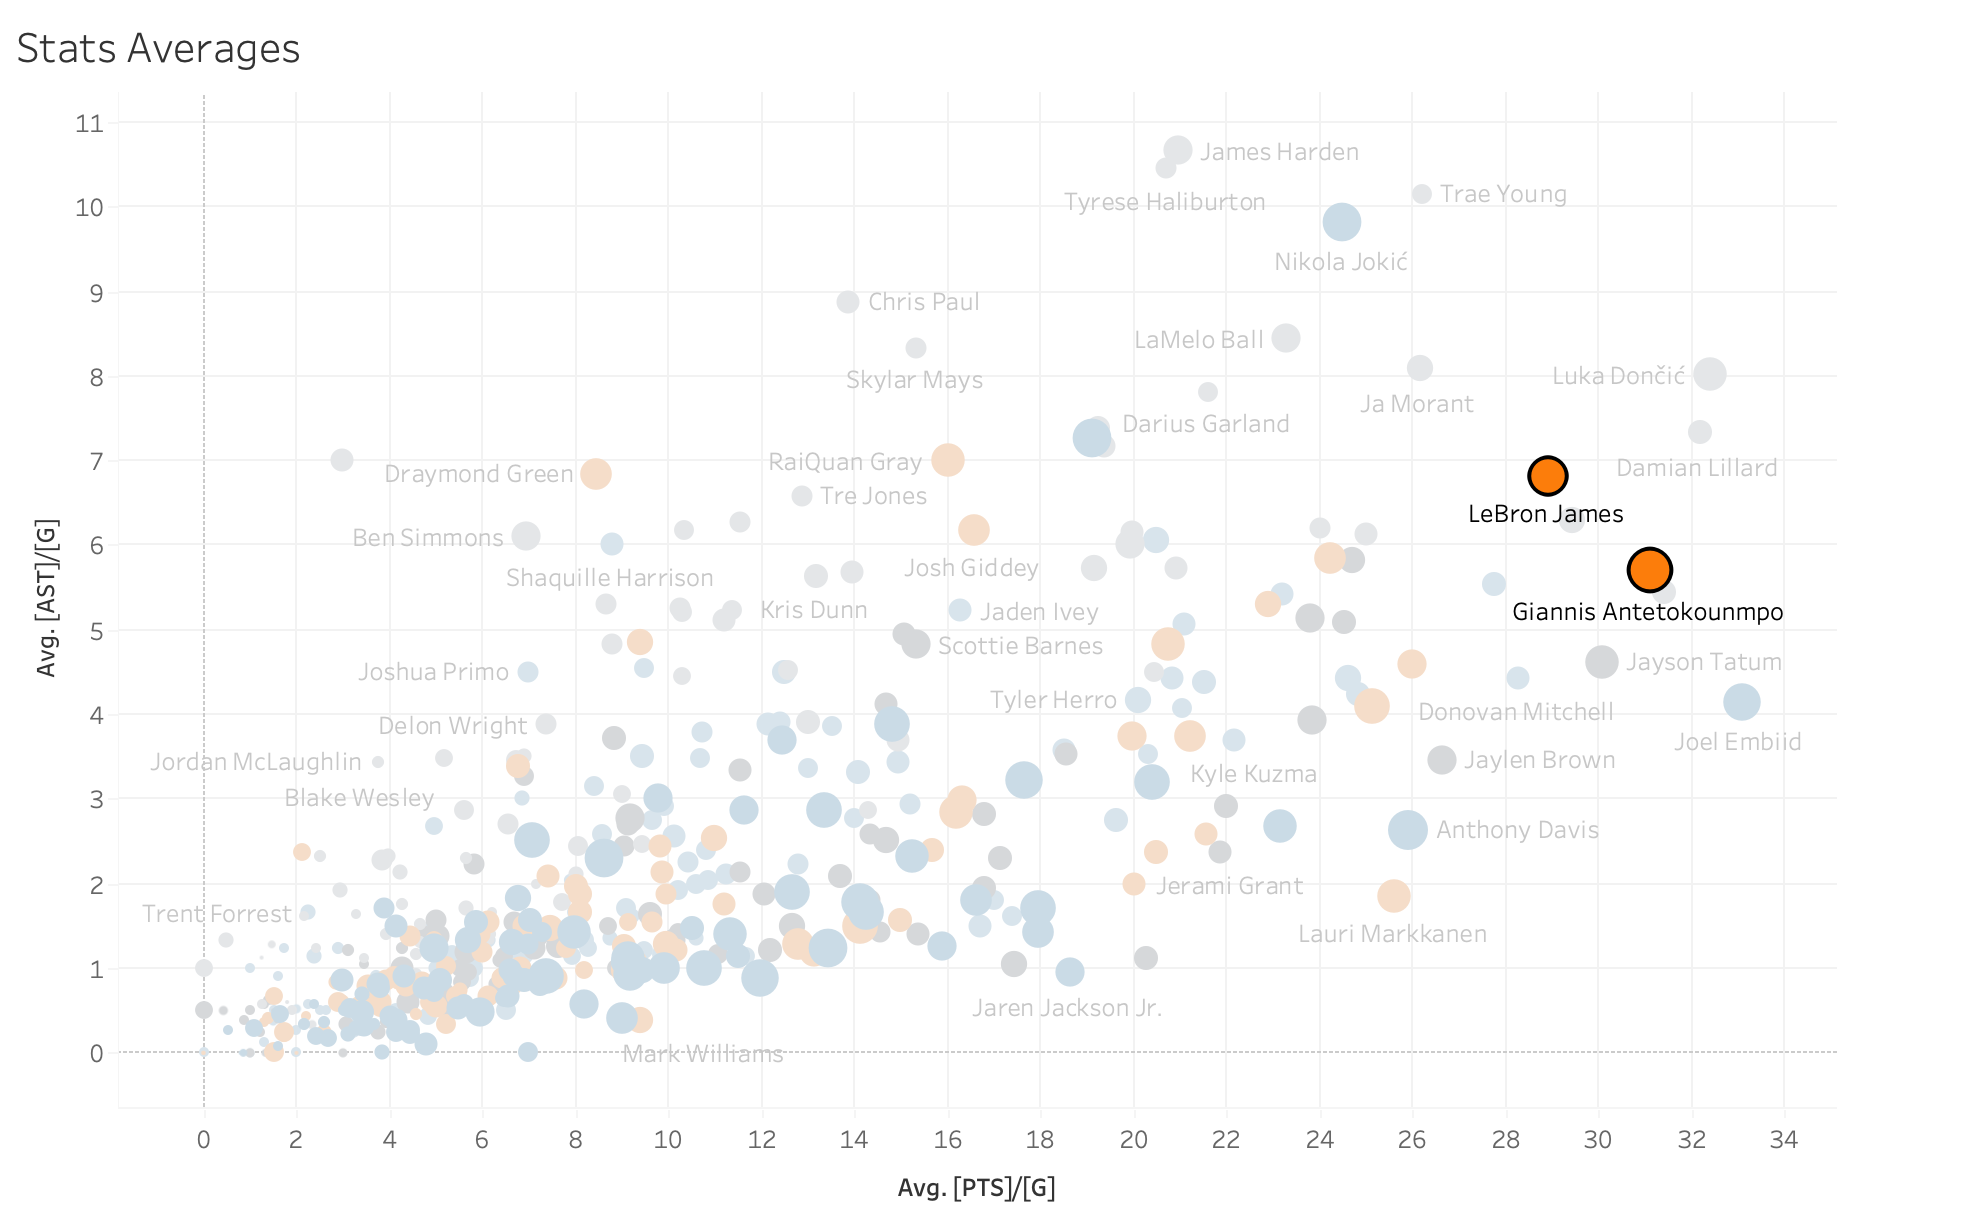 Stats Averages
11
James Harden
Trae Young
Tyrese Haliburton
10
Nikola Jokić
9
Chris Paul
LaMelo Ball
8
Skylar Mays
Luka Dončić
Ja Morant
Darius Garland
7
Draymond Green
RaiQuan Gray
Damian Lillard
Tre Jones
LeBron James
Ben Simmons
6
Shaquille Harrison
Josh Giddey
Kris Dunn
Jaden Ivey
Giannis Antetokounmpo
5
Scottie Barnes
Joshua Primo
Jayson Tatum
Tyler Herro
4
Delon Wright
Donovan Mitchell
Joel Embiid
Jordan McLaughlin
Jaylen Brown
Kyle Kuzma
3
Blake Wesley
Anthony Davis
2
Jerami Grant
Trent Forrest
Lauri Markkanen
1
Jaren Jackson Jr.
0
Mark Williams
Avg. [AST]/[G]
0 2 4 6 8 10 12 14 16 18 20 22 24 26 28 30 32 34
Avg. [PTS]/[G]